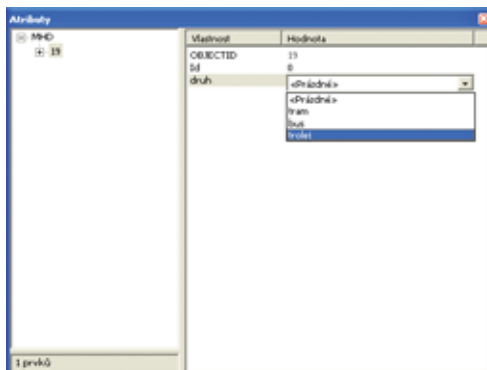 Atributy
MHD
19
Vlastnost Hodnota
OBJECTID 19
Id 0
druh <Prázdné>
<Prázdné>
tram
bus
trolej
1 prvků